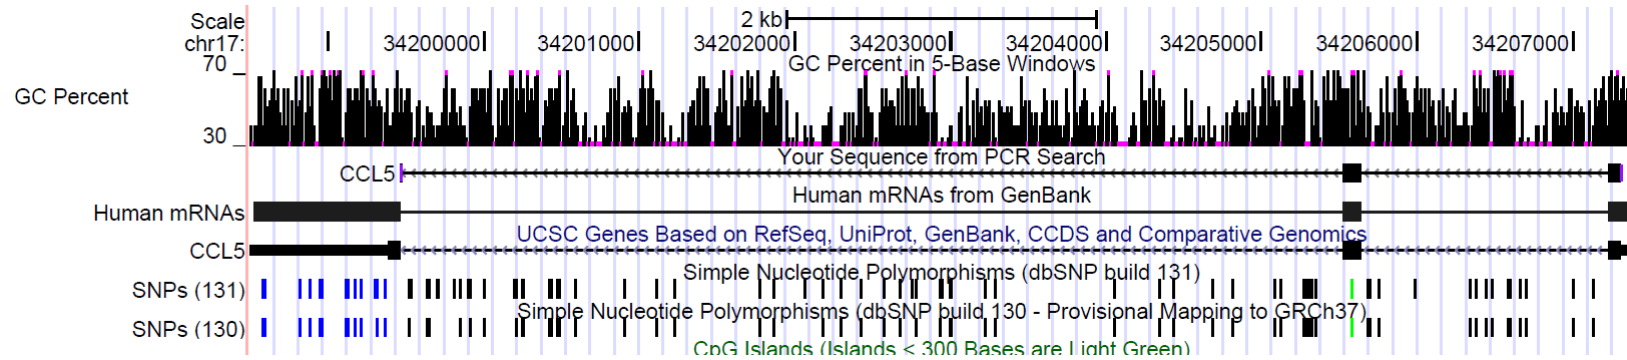 Scale 2 kb
chr17: 34200000 34201000 34202000 34203000 34204000 34205000 34206000 34207000
70 GC Percent in 5-Base Windows
GC Percent
30
Your Sequence from PCR Search
CCL5
Human mRNAs from GenBank
Human mRNAs
UCSC Genes Based on RefSeq, UniProt, GenBank, CCDS and Comparative Genomics
CCL5
Simple Nucleotide Polymorphisms (dbSNP build 131)
SNPs (131)
Simple Nucleotide Polymorphisms (dbSNP build 130 - Provisional Mapping to GRCh37)
SNPs (130)
CpG Islands (Islands < 300 Bases are Light Green)